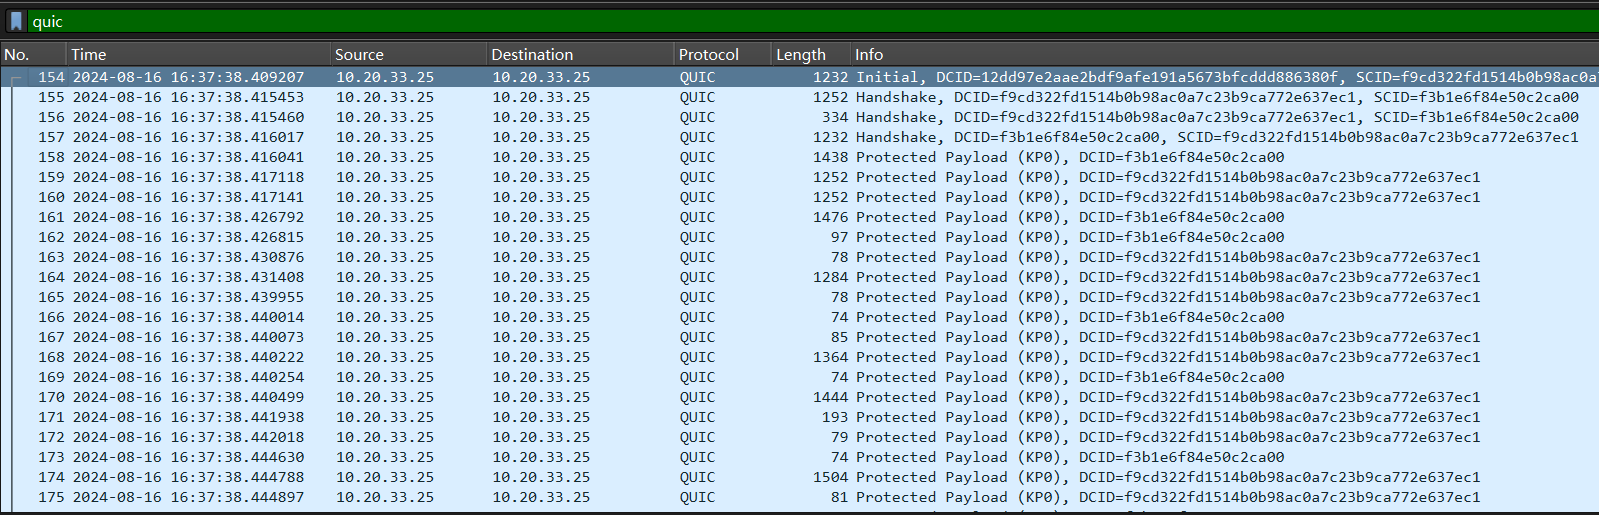 quic
No. Time Source Destination Protocol Length Info
154 2024-08-16 16:37:38.409207 10.20.33.25 10.20.33.25 QUIC 1232 Initial, DCID=12dd97e2aae2bdf9afe191a5673bfcddd886380f, SCID=f9cd322fd1514b0b98ac0a7
155 2024-08-16 16:37:38.415453 10.20.33.25 10.20.33.25 QUIC 1252 Handshake, DCID=f9cd322fd1514b0b98ac0a7c23b9ca772e637ec1, SCID=f3b1e6f84e50c2ca00
156 2024-08-16 16:37:38.415460 10.20.33.25 10.20.33.25 QUIC 334 Handshake, DCID=f9cd322fd1514b0b98ac0a7c23b9ca772e637ec1, SCID=f3b1e6f84e50c2ca00
157 2024-08-16 16:37:38.416017 10.20.33.25 10.20.33.25 QUIC 1232 Handshake, DCID=f3b1e6f84e50c2ca00, SCID=f9cd322fd1514b0b98ac0a7c23b9ca772e637ec1
158 2024-08-16 16:37:38.416041 10.20.33.25 10.20.33.25 QUIC 1438 Protected Payload (KP0), DCID=f3b1e6f84e50c2ca00
159 2024-08-16 16:37:38.417118 10.20.33.25 10.20.33.25 QUIC 1252 Protected Payload (KP0), DCID=f9cd322fd1514b0b98ac0a7c23b9ca772e637ec1
160 2024-08-16 16:37:38.417141 10.20.33.25 10.20.33.25 QUIC 1252 Protected Payload (KP0), DCID=f9cd322fd1514b0b98ac0a7c23b9ca772e637ec1
161 2024-08-16 16:37:38.426792 10.20.33.25 10.20.33.25 QUIC 1476 Protected Payload (KP0), DCID=f3b1e6f84e50c2ca00
162 2024-08-16 16:37:38.426815 10.20.33.25 10.20.33.25 QUIC 97 Protected Payload (KP0), DCID=f3b1e6f84e50c2ca00
163 2024-08-16 16:37:38.430876 10.20.33.25 10.20.33.25 QUIC 78 Protected Payload (KP0), DCID=f9cd322fd1514b0b98ac0a7c23b9ca772e637ec1
164 2024-08-16 16:37:38.431408 10.20.33.25 10.20.33.25 QUIC 1284 Protected Payload (KP0), DCID=f9cd322fd1514b0b98ac0a7c23b9ca772e637ec1
165 2024-08-16 16:37:38.439955 10.20.33.25 10.20.33.25 QUIC 78 Protected Payload (KP0), DCID=f9cd322fd1514b0b98ac0a7c23b9ca772e637ec1
166 2024-08-16 16:37:38.440014 10.20.33.25 10.20.33.25 QUIC 74 Protected Payload (KP0), DCID=f3b1e6f84e50c2ca00
167 2024-08-16 16:37:38.440073 10.20.33.25 10.20.33.25 QUIC 85 Protected Payload (KP0), DCID=f9cd322fd1514b0b98ac0a7c23b9ca772e637ec1
168 2024-08-16 16:37:38.440222 10.20.33.25 10.20.33.25 QUIC 1364 Protected Payload (KP0), DCID=f9cd322fd1514b0b98ac0a7c23b9ca772e637ec1
169 2024-08-16 16:37:38.440254 10.20.33.25 10.20.33.25 QUIC 74 Protected Payload (KP0), DCID=f3b1e6f84e50c2ca00
170 2024-08-16 16:37:38.440499 10.20.33.25 10.20.33.25 QUIC 1444 Protected Payload (KP0), DCID=f9cd322fd1514b0b98ac0a7c23b9ca772e637ec1
171 2024-08-16 16:37:38.441938 10.20.33.25 10.20.33.25 QUIC 193 Protected Payload (KP0), DCID=f9cd322fd1514b0b98ac0a7c23b9ca772e637ec1
172 2024-08-16 16:37:38.442018 10.20.33.25 10.20.33.25 QUIC 79 Protected Payload (KP0), DCID=f9cd322fd1514b0b98ac0a7c23b9ca772e637ec1
173 2024-08-16 16:37:38.444630 10.20.33.25 10.20.33.25 QUIC 74 Protected Payload (KP0), DCID=f3b1e6f84e50c2ca00
174 2024-08-16 16:37:38.444788 10.20.33.25 10.20.33.25 QUIC 1504 Protected Payload (KP0), DCID=f9cd322fd1514b0b98ac0a7c23b9ca772e637ec1
175 2024-08-16 16:37:38.444897 10.20.33.25 10.20.33.25 QUIC 81 Protected Payload (KP0), DCID=f9cd322fd1514b0b98ac0a7c23b9ca772e637ec1